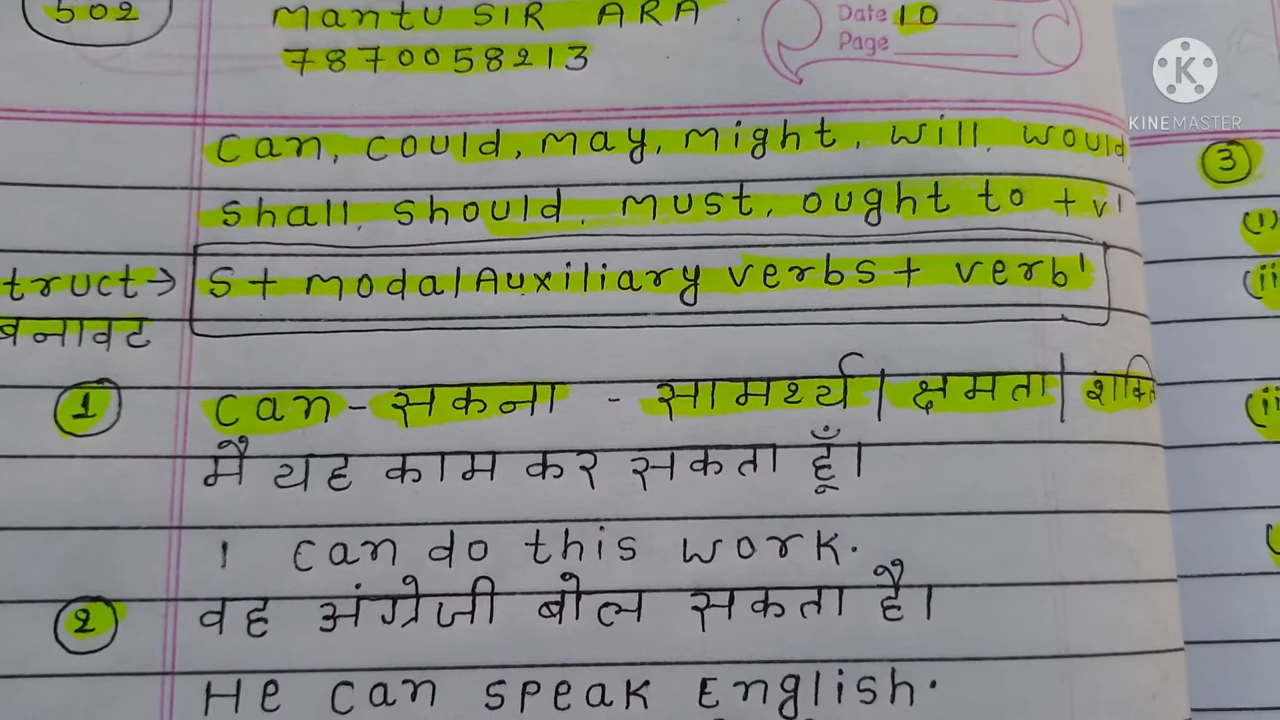 502
Mantu SIR ARA
7870058213
Date 10
Page
KINEMASTER
Can, could, may, might, will, would,
Shall, should, must, ought to + v¹
truct→ S + modal Auxiliary verbs + verb¹
बनावट
1 Can - सकना - सामर्थ्य | क्षमता | शक्ति
मै यह काम कर सकता हूँ।
I can do this work.
2 वह अंग्रेजी बोल सकता है।
He can speak English.
3
(i)
(ii
(ii